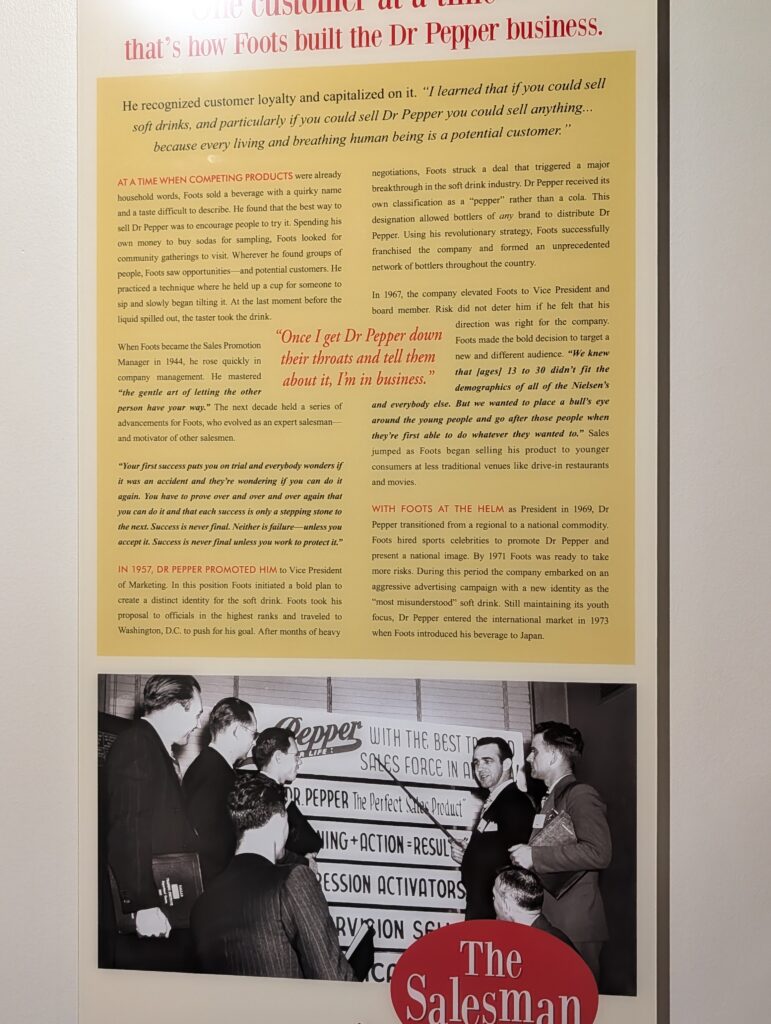 One customer at a time
that's how Foots built the Dr Pepper business.
He recognized customer loyalty and capitalized on it. “I learned that if you could sell
soft drinks, and particularly if you could sell Dr Pepper you could sell anything...
because every living and breathing human being is a potential customer.”
AT A TIME WHEN COMPETING PRODUCTS were already
household words, Foots sold a beverage with a quirky name
and a taste difficult to describe. He found that the best way to
sell Dr Pepper was to encourage people to try it. Spending his
own money to buy sodas for sampling, Foots looked for
community gatherings to visit. Wherever he found groups of
people, Foots saw opportunities—and potential customers. He
practiced a technique where he held up a cup for someone to
sip and slowly began tilting it. At the last moment before the
liquid spilled out, the taster took the drink.
When Foots became the Sales Promotion
Manager in 1944, he rose quickly in
company management. He mastered
“the gentle art of letting the other
person have your way.” The next decade held a series of
advancements for Foots, who evolved as an expert salesman—
and motivator of other salesmen.
“Your first success puts you on trial and everybody wonders if
it was an accident and they're wondering if you can do it
again. You have to prove over and over and over again that
you can do it and that each success is only a stepping stone to
the next. Success is never final. Neither is failure—unless you
accept it. Success is never final unless you work to protect it.”
IN 1957, DR PEPPER PROMOTED HIM to Vice President
of Marketing. In this position Foots initiated a bold plan to
create a distinct identity for the soft drink. Foots took his
proposal to officials in the highest ranks and traveled to
Washington, D.C. to push for his goal. After months of heavy
“Once I get Dr Pepper down
their throats and tell them
about it, I'm in business.”
negotiations, Foots struck a deal that triggered a major
breakthrough in the soft drink industry. Dr Pepper received its
own classification as a “pepper” rather than a cola. This
designation allowed bottlers of any brand to distribute Dr
Pepper. Using his revolutionary strategy, Foots successfully
franchised the company and formed an unprecedented
network of bottlers throughout the country.
In 1967, the company elevated Foots to Vice President and
board member. Risk did not deter him if he felt that his
direction was right for the company.
Foots made the bold decision to target a
new and different audience. “We knew
that [ages] 13 to 30 didn't fit the
demographics of all of the Nielsen's
and everybody else. But we wanted to place a bull's eye
around the young people and go after those people when
they're first able to do whatever they wanted to.” Sales
jumped as Foots began selling his product to younger
consumers at less traditional venues like drive-in restaurants
and movies.
WITH FOOTS AT THE HELM as President in 1969, Dr
Pepper transitioned from a regional to a national commodity.
Foots hired sports celebrities to promote Dr Pepper and
present a national image. By 1971 Foots was ready to take
more risks. During this period the company embarked on an
aggressive advertising campaign with a new identity as the
“most misunderstood” soft drink. Still maintaining its youth
focus, Dr Pepper entered the international market in 1973
when Foots introduced his beverage to Japan.
Pepper
LIFE!
WITH THE BEST
SALES FORCE IN
DR. PEPPER The Perfect Sales Product"
+ACTION=RESUL
ESSION ACTIVATORS
The
Salesman